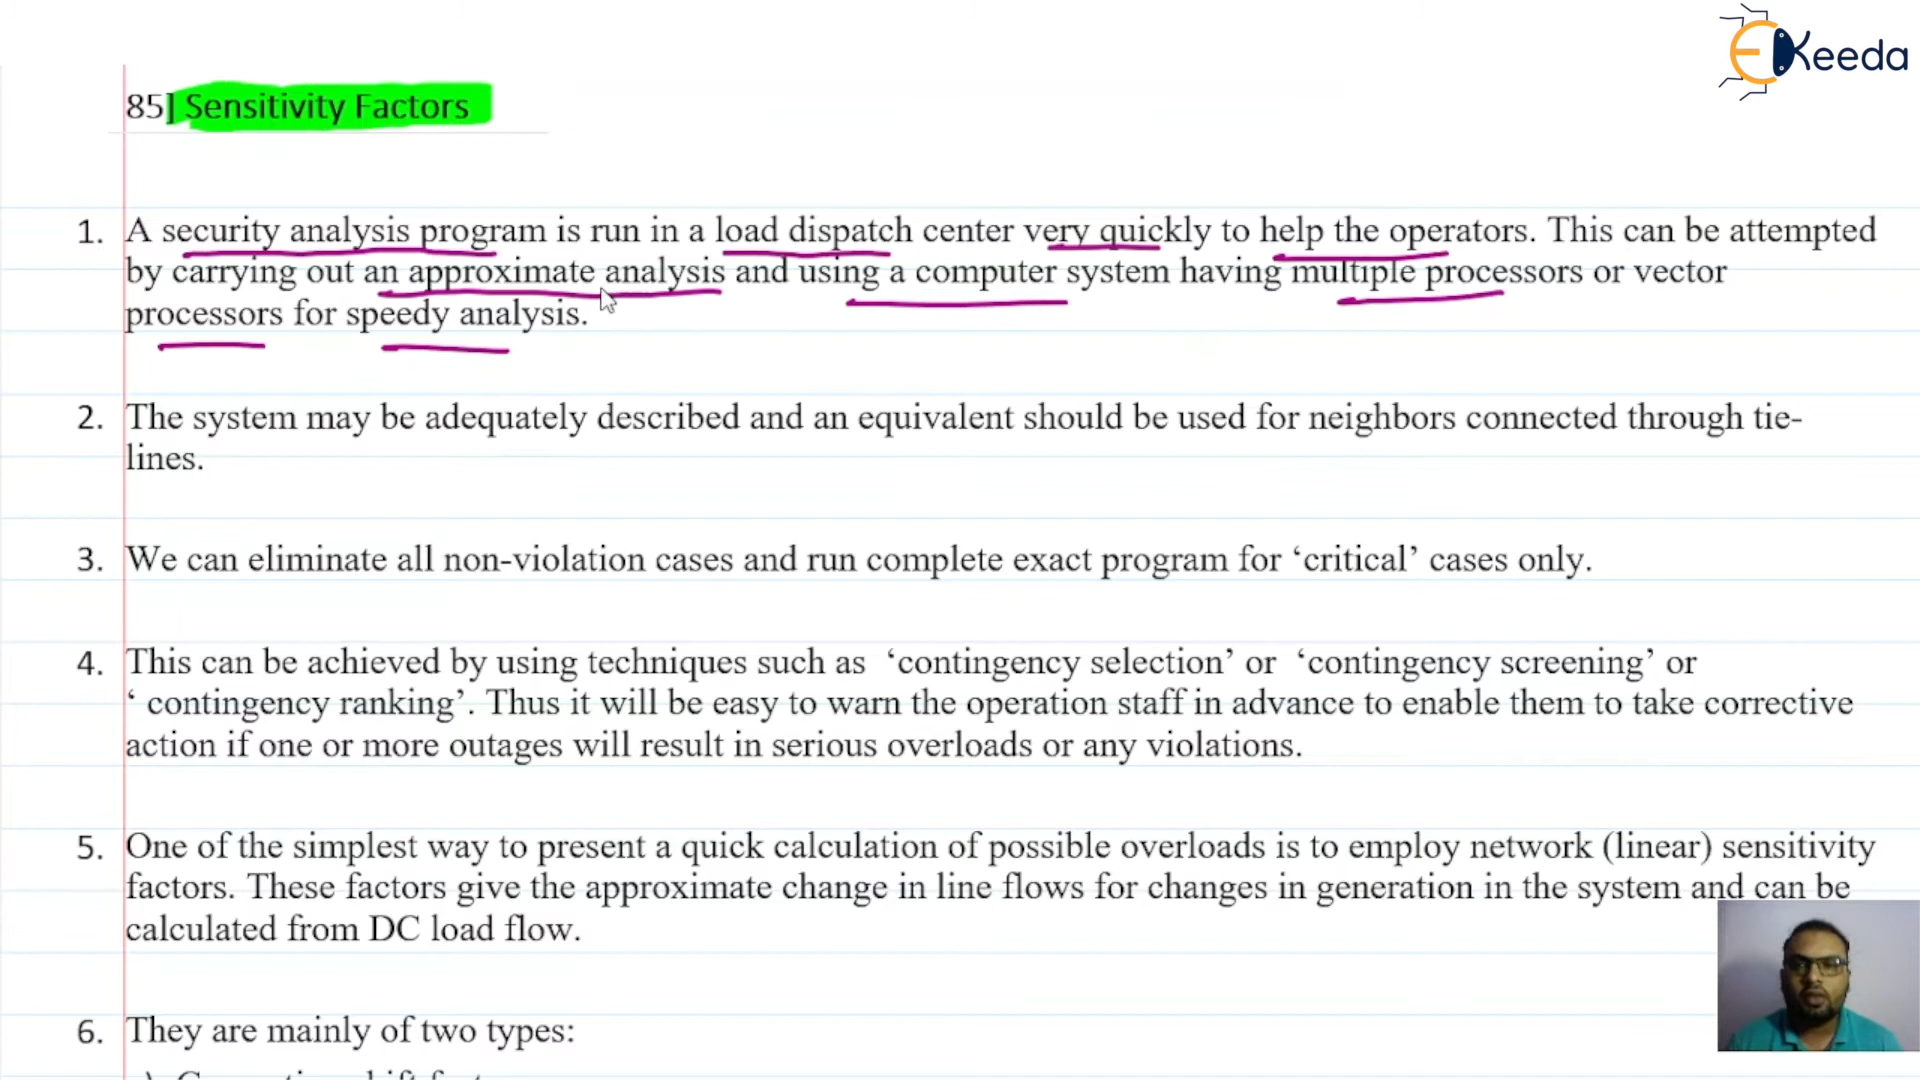 EKeeda
85] Sensitivity Factors
1. A security analysis program is run in a load dispatch center very quickly to help the operators. This can be attempted
by carrying out an approximate analysis and using a computer system having multiple processors or vector
processors for speedy analysis.
2. The system may be adequately described and an equivalent should be used for neighbors connected through tie-
lines.
3. We can eliminate all non-violation cases and run complete exact program for ‘critical’ cases only.
4. This can be achieved by using techniques such as ‘contingency selection’ or ‘contingency screening’ or
‘ contingency ranking’. Thus it will be easy to warn the operation staff in advance to enable them to take corrective
action if one or more outages will result in serious overloads or any violations.
5. One of the simplest way to present a quick calculation of possible overloads is to employ network (linear) sensitivity
factors. These factors give the approximate change in line flows for changes in generation in the system and can be
calculated from DC load flow.
6. They are mainly of two types: